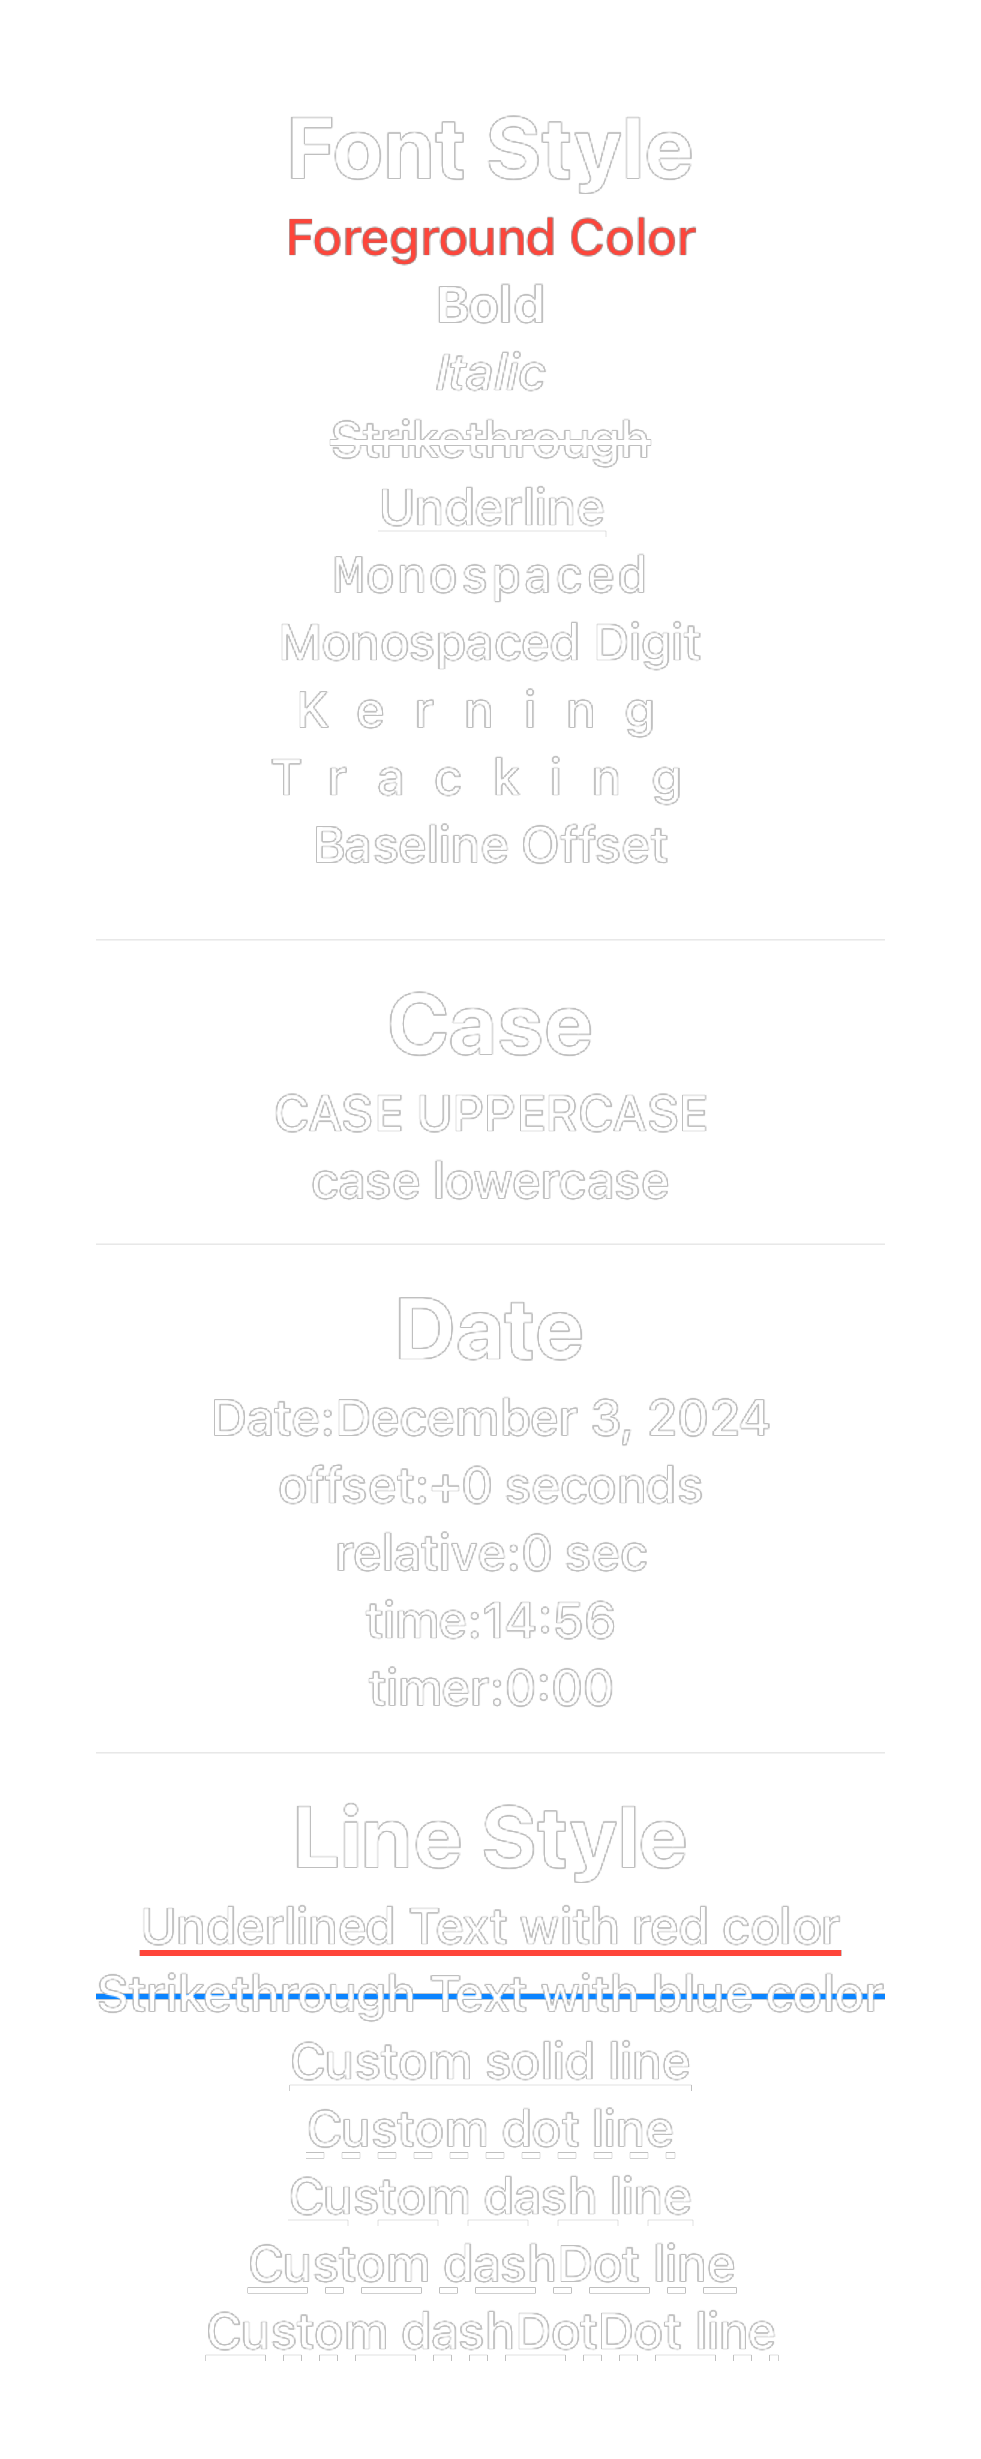 Font Style
Foreground Color
Bold
Italic
Strikethrough
Underline
Monospaced
Monospaced Digit
Kerning
Tracking
Baseline Offset
Case
CASE UPPERCASE
case lowercase
Date
Date:December 3, 2024
offset:+0 seconds
relative:0 sec
time:14:56
timer:0:00
Line Style
Underlined Text with red color
Strikethrough Text with blue color
Custom solid line
Custom dot line
Custom dash line
Custom dashDot line
Custom dashDotDot line